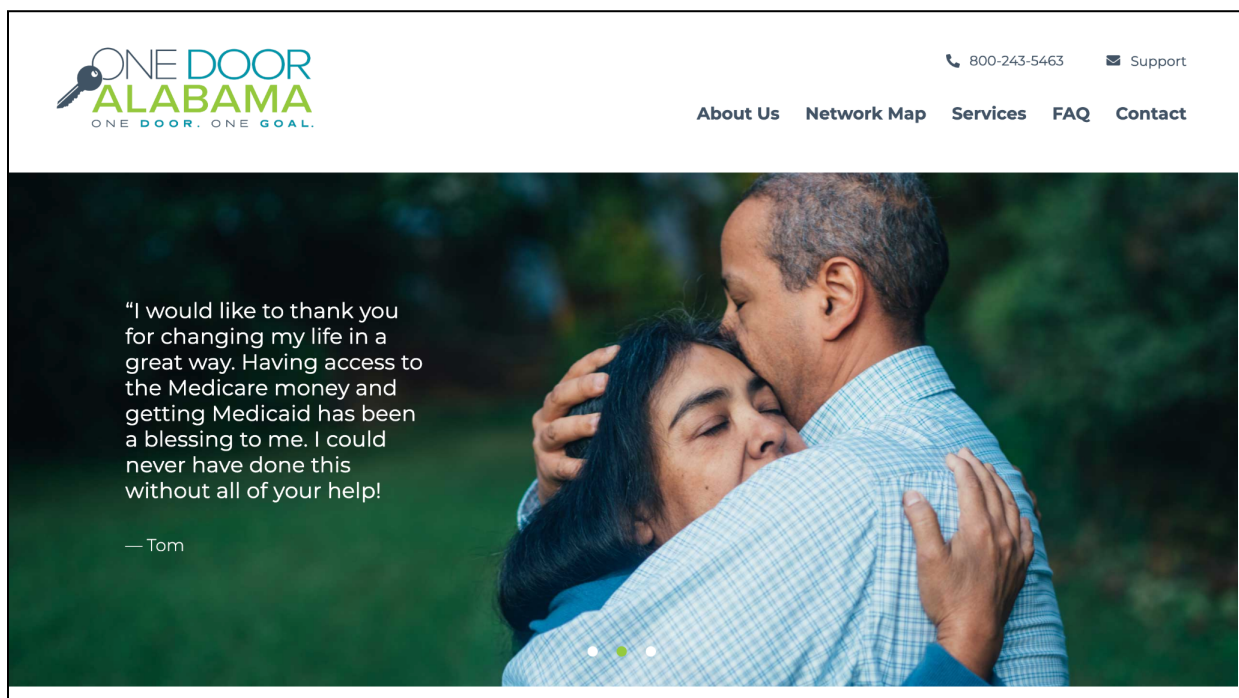 ONE DOOR
ALABAMA
ONE DOOR. ONE GOAL.
800-243-5463 Support
About Us Network Map Services FAQ Contact
“I would like to thank you
for changing my life in a
great way. Having access to
the Medicare money and
getting Medicaid has been
a blessing to me. I could
never have done this
without all of your help!
— Tom